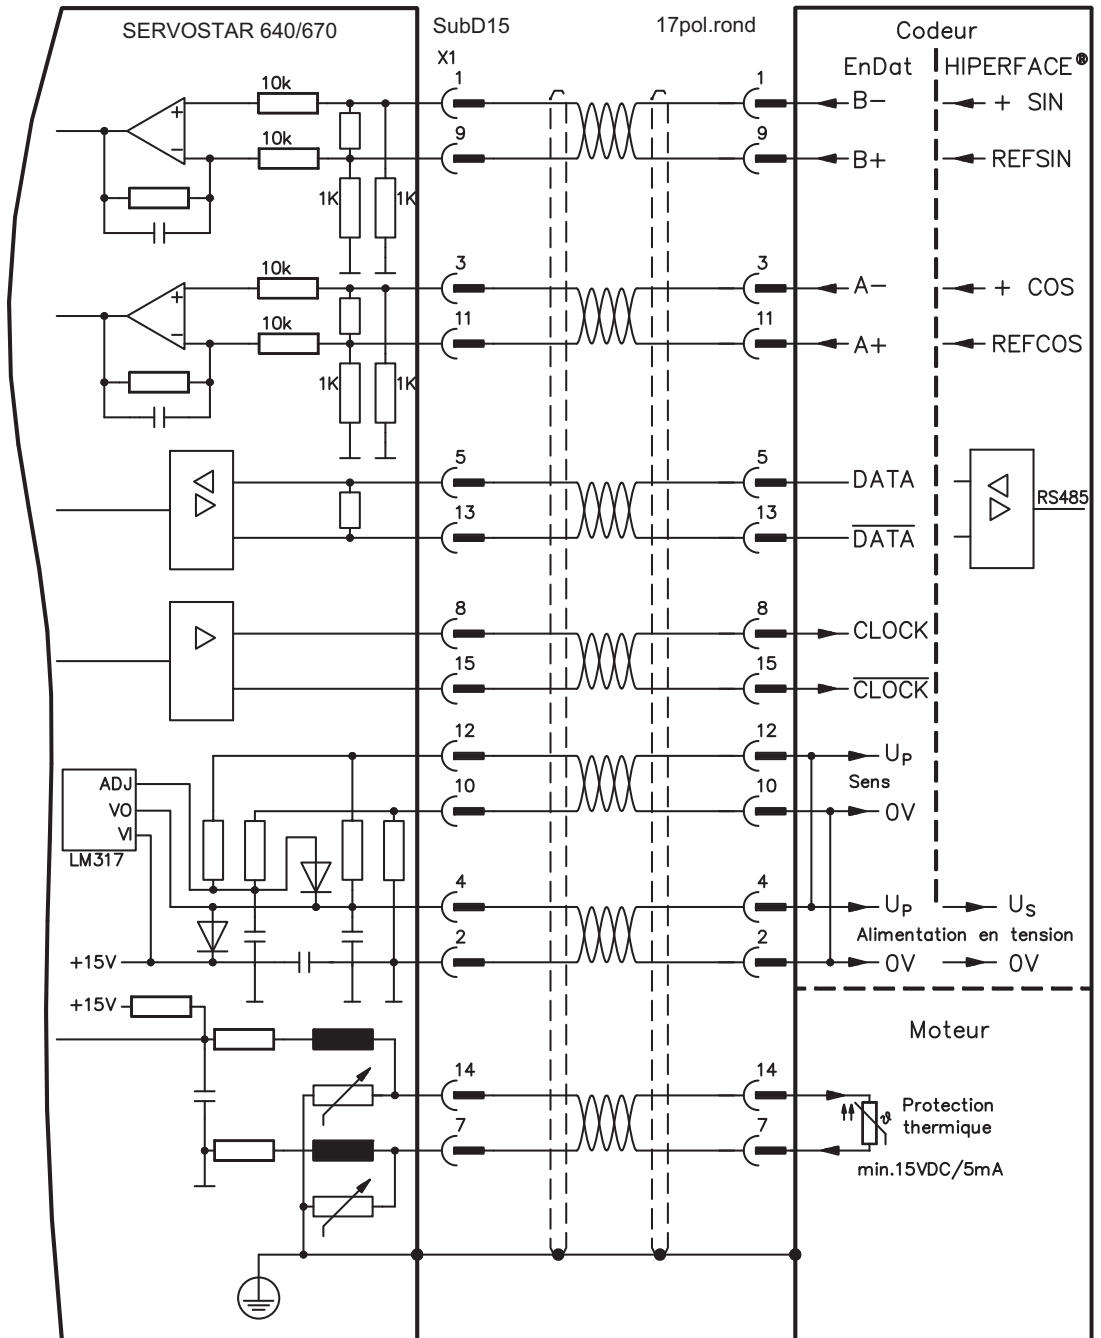 SERVOSTAR 640/670 SubD15 17pol.rond Codeur
X1 EnDat HIPERFACE®
10k 1 1 B- + SIN
+
- 10k 9 9 B+ REFSIN
1K 1K
10k 3 3 A- + COS
+
- 10k 11 11 A+ REFCOS
1K 1K
5 5 DATA
RS485
13 13 DATA
8 8 CLOCK
15 15 CLOCK
12 12 UP
ADJ Sens
VO 10 10 0V
VI
LM317
4 4 UP US
Alimentation en tension
+15V 2 2 0V 0V
+15V
Moteur
14 14
Protection
ϑ
thermique
7 7
min.15VDC/5mA